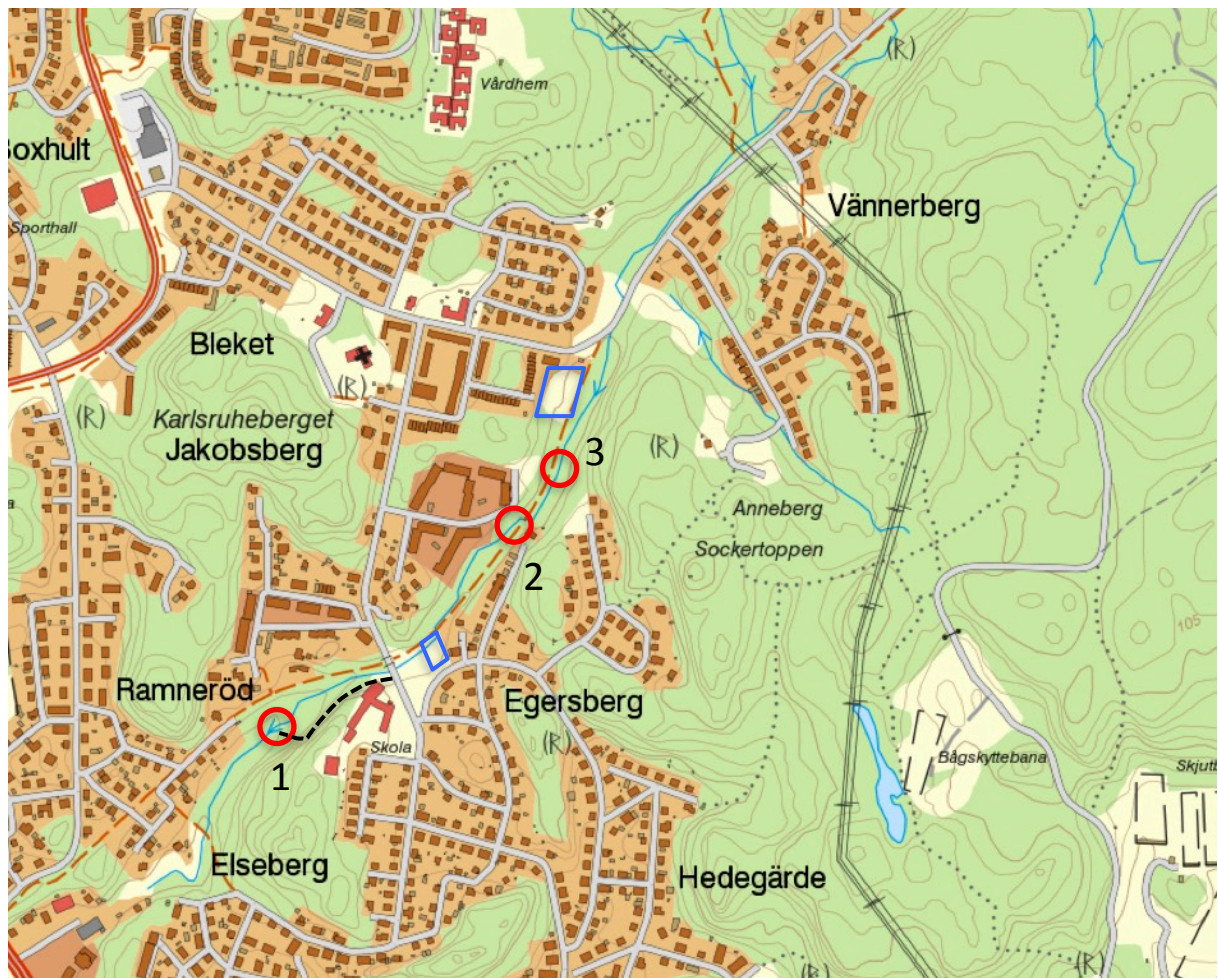 Vårdhem
(R)
Boxhult
Vännerberg
Sporthall
Bleket
(R)
Karlsruheberget
(R)
Jakobsberg
(R)
3
Anneberg
Sockertoppen
2
105
Ramneröd
Egersberg
(R)
Skola
Bågskyttebana
Skjutb
1
Elseberg
Hedegärde
(R)
(R)